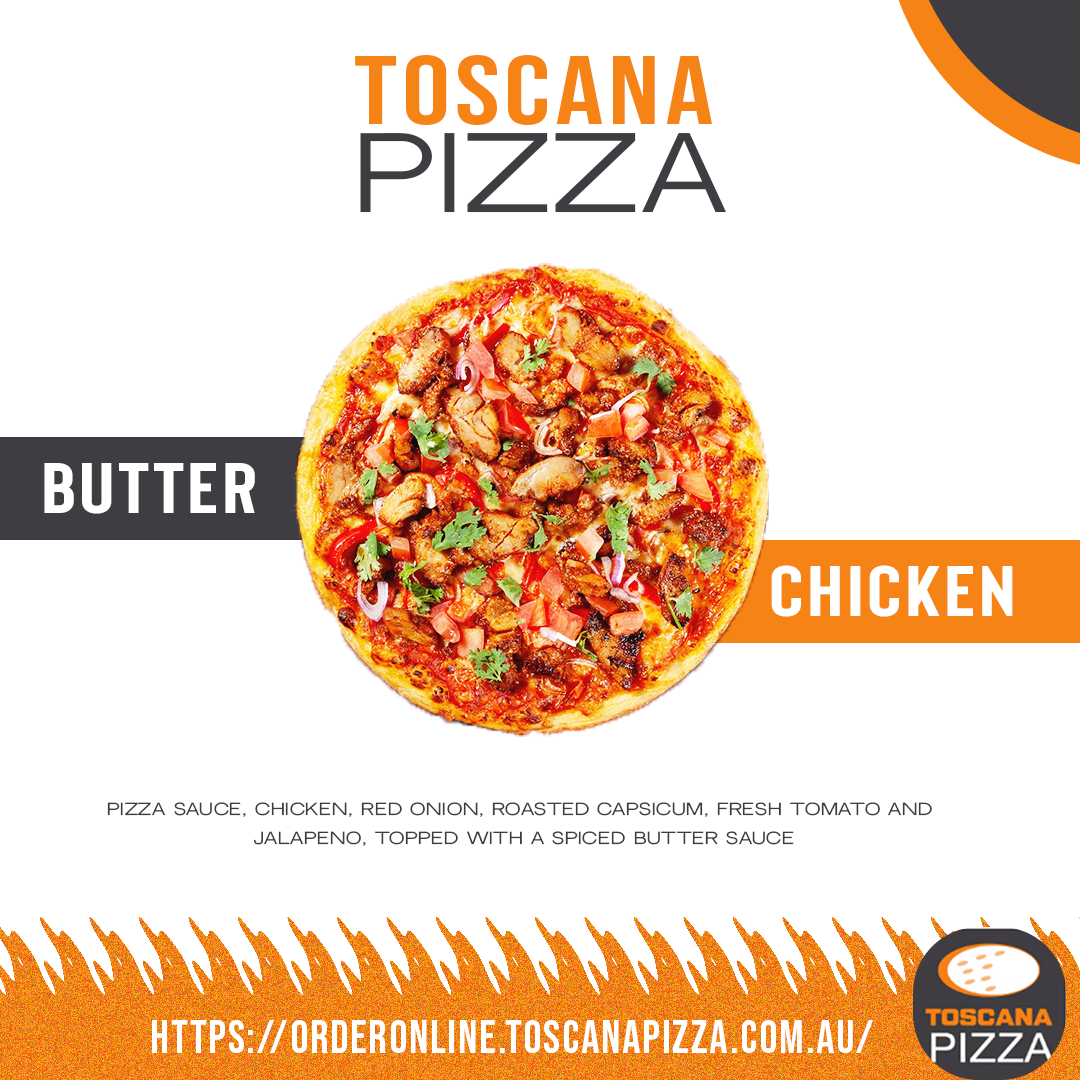 TOSCANA
PIZZA
BUTTER
CHICKEN
PIZZA SAUCE, CHICKEN, RED ONION, ROASTED CAPSICUM, FRESH TOMATO AND
JALAPENO, TOPPED WITH A SPICED BUTTER SAUCE
HTTPS://ORDERONLINE.TOSCANAPIZZA.COM.AU/
TOSCANA
PIZZA